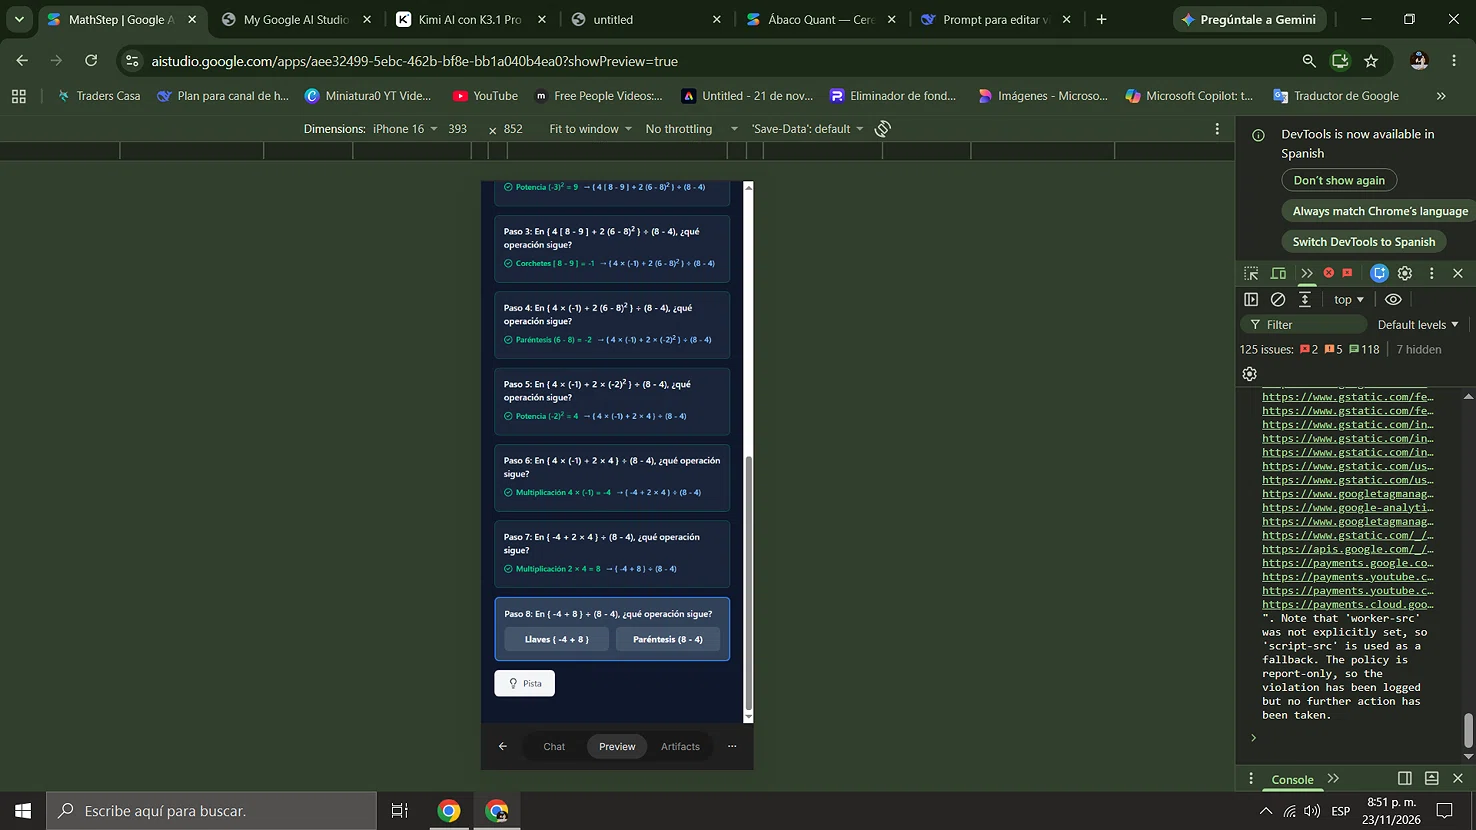 MathStep | Google A
My Google AI Studio
Kimi AI con K3.1 Pro
untitled
Ábaco Quant — Cere
Prompt para editar vi
Pregúntale a Gemini
aistudio.google.com/apps/aee32499-5ebc-462b-bf8e-bb1a040b4ea0?showPreview=true
Traders Casa
Plan para canal de h...
Miniatura0 YT Vide...
YouTube
Free People Videos:...
Untitled - 21 de nov...
Eliminador de fond...
Imágenes - Microso...
Microsoft Copilot: t...
Traductor de Google
Dimensions: iPhone 16 393 × 852 Fit to window No throttling 'Save-Data': default
Potencia (-3)² = 9 → { 4 [ 8 - 9 ] + 2 (6 - 8)² } ÷ (8 - 4)
Paso 3: En { 4 [ 8 - 9 ] + 2 (6 - 8)² } ÷ (8 - 4), ¿qué
operación sigue?
Corchetes [ 8 - 9 ] = -1 → { 4 × (-1) + 2 (6 - 8)² } ÷ (8 - 4)
Paso 4: En { 4 × (-1) + 2 (6 - 8)² } ÷ (8 - 4), ¿qué
operación sigue?
Paréntesis (6 - 8) = -2 → { 4 × (-1) + 2 × (-2)² } ÷ (8 - 4)
Paso 5: En { 4 × (-1) + 2 × (-2)² } ÷ (8 - 4), ¿qué
operación sigue?
Potencia (-2)² = 4 → { 4 × (-1) + 2 × 4 } ÷ (8 - 4)
Paso 6: En { 4 × (-1) + 2 × 4 } ÷ (8 - 4), ¿qué operación
sigue?
Multiplicación 4 × (-1) = -4 → { -4 + 2 × 4 } ÷ (8 - 4)
Paso 7: En { -4 + 2 × 4 } ÷ (8 - 4), ¿qué operación
sigue?
Multiplicación 2 × 4 = 8 → { -4 + 8 } ÷ (8 - 4)
Paso 8: En { -4 + 8 } ÷ (8 - 4), ¿qué operación sigue?
Llaves { -4 + 8 }
Paréntesis (8 - 4)
Pista
Chat
Preview
Artifacts
DevTools is now available in
Spanish
Don't show again
Always match Chrome's language
Switch DevTools to Spanish
top
Filter
Default levels
125 issues: 2 5 118 7 hidden
https://www.gstatic.com/fe…
https://www.gstatic.com/fe…
https://www.gstatic.com/in…
https://www.gstatic.com/in…
https://www.gstatic.com/in…
https://www.gstatic.com/us…
https://www.gstatic.com/us…
https://www.googletagmanag…
https://www.google-analyti…
https://www.googletagmanag…
https://www.gstatic.com/_/…
https://apis.google.com/_/…
https://payments.google.co…
https://payments.youtube.c…
https://payments.youtube.c…
https://payments.cloud.goo…
". Note that 'worker-src'
was not explicitly set, so
'script-src' is used as a
fallback. The policy is
report-only, so the
violation has been logged
but no further action has
been taken.
Console
Escribe aquí para buscar.
ESP
8:51 p. m.
23/11/2026